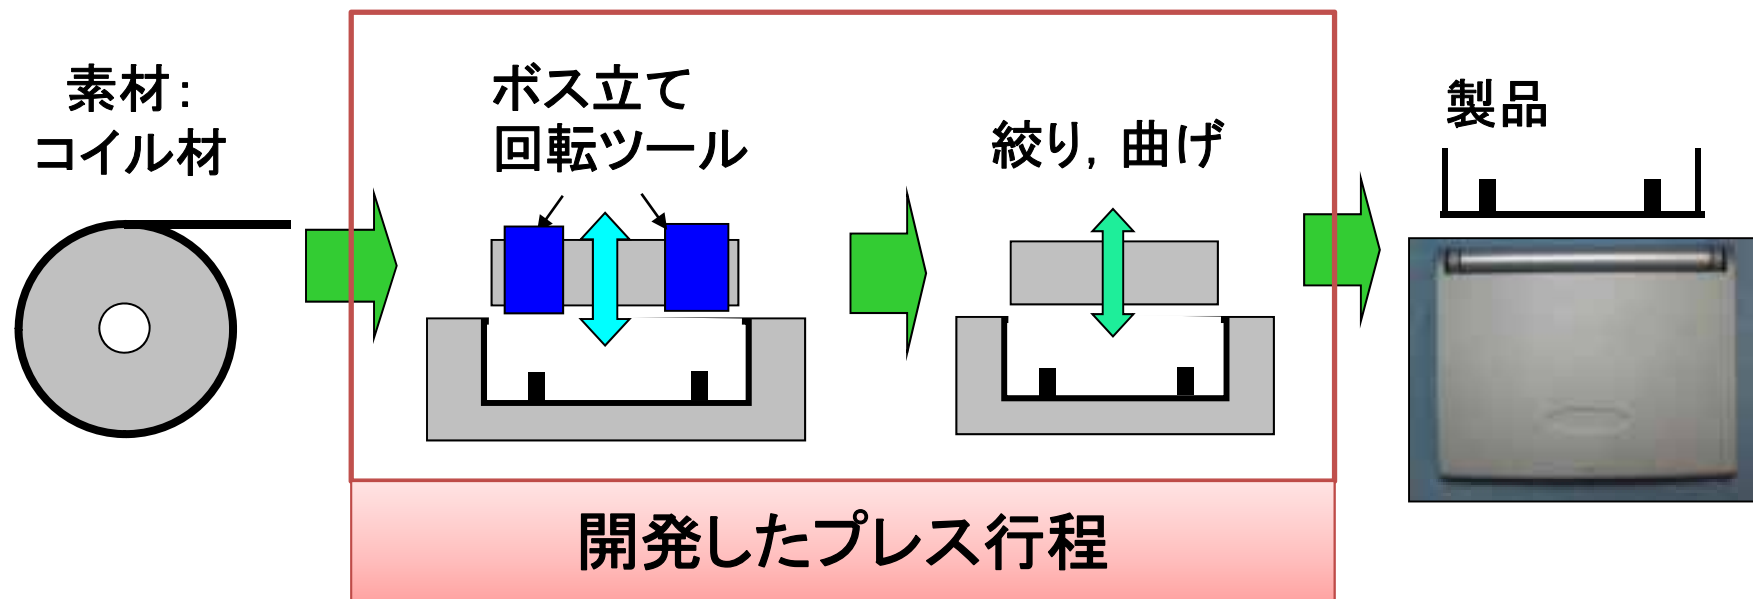 素材：
コイル材
ボス立て
回転ツール
絞り，曲げ
製品
開発したプレス行程